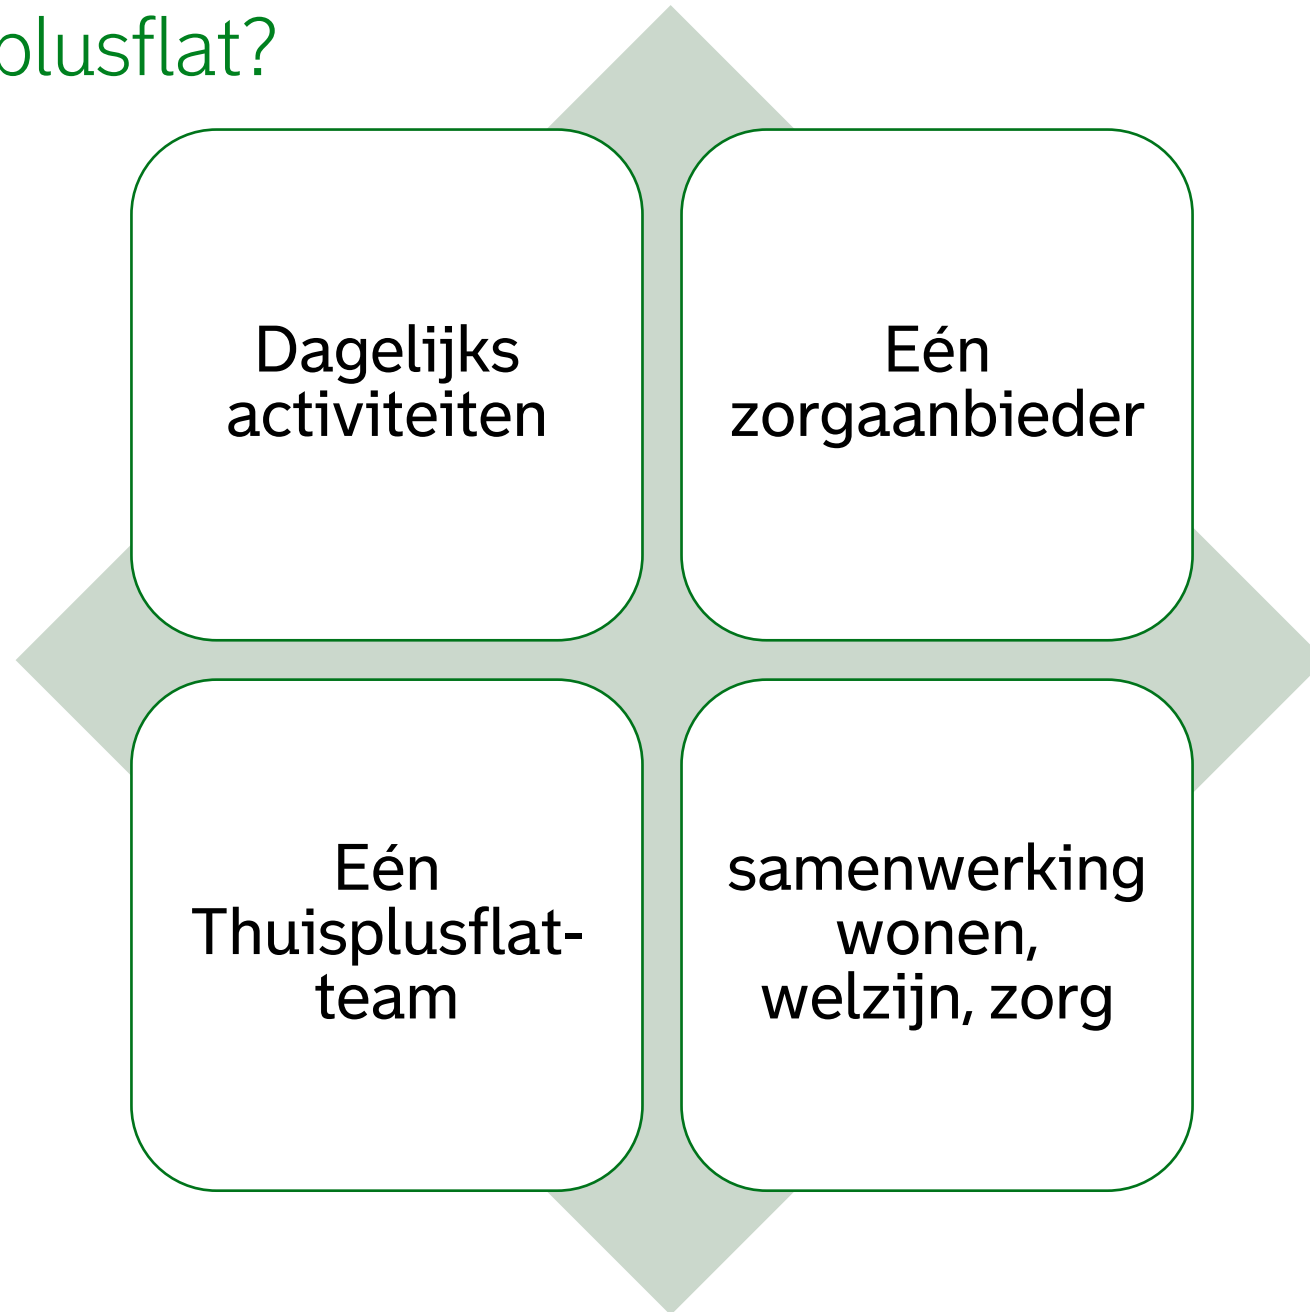 plusflat?
Dagelijks
activiteiten
Eén
zorgaanbieder
Eén
Thuisplusflat-
team
samenwerking
wonen,
welzijn, zorg